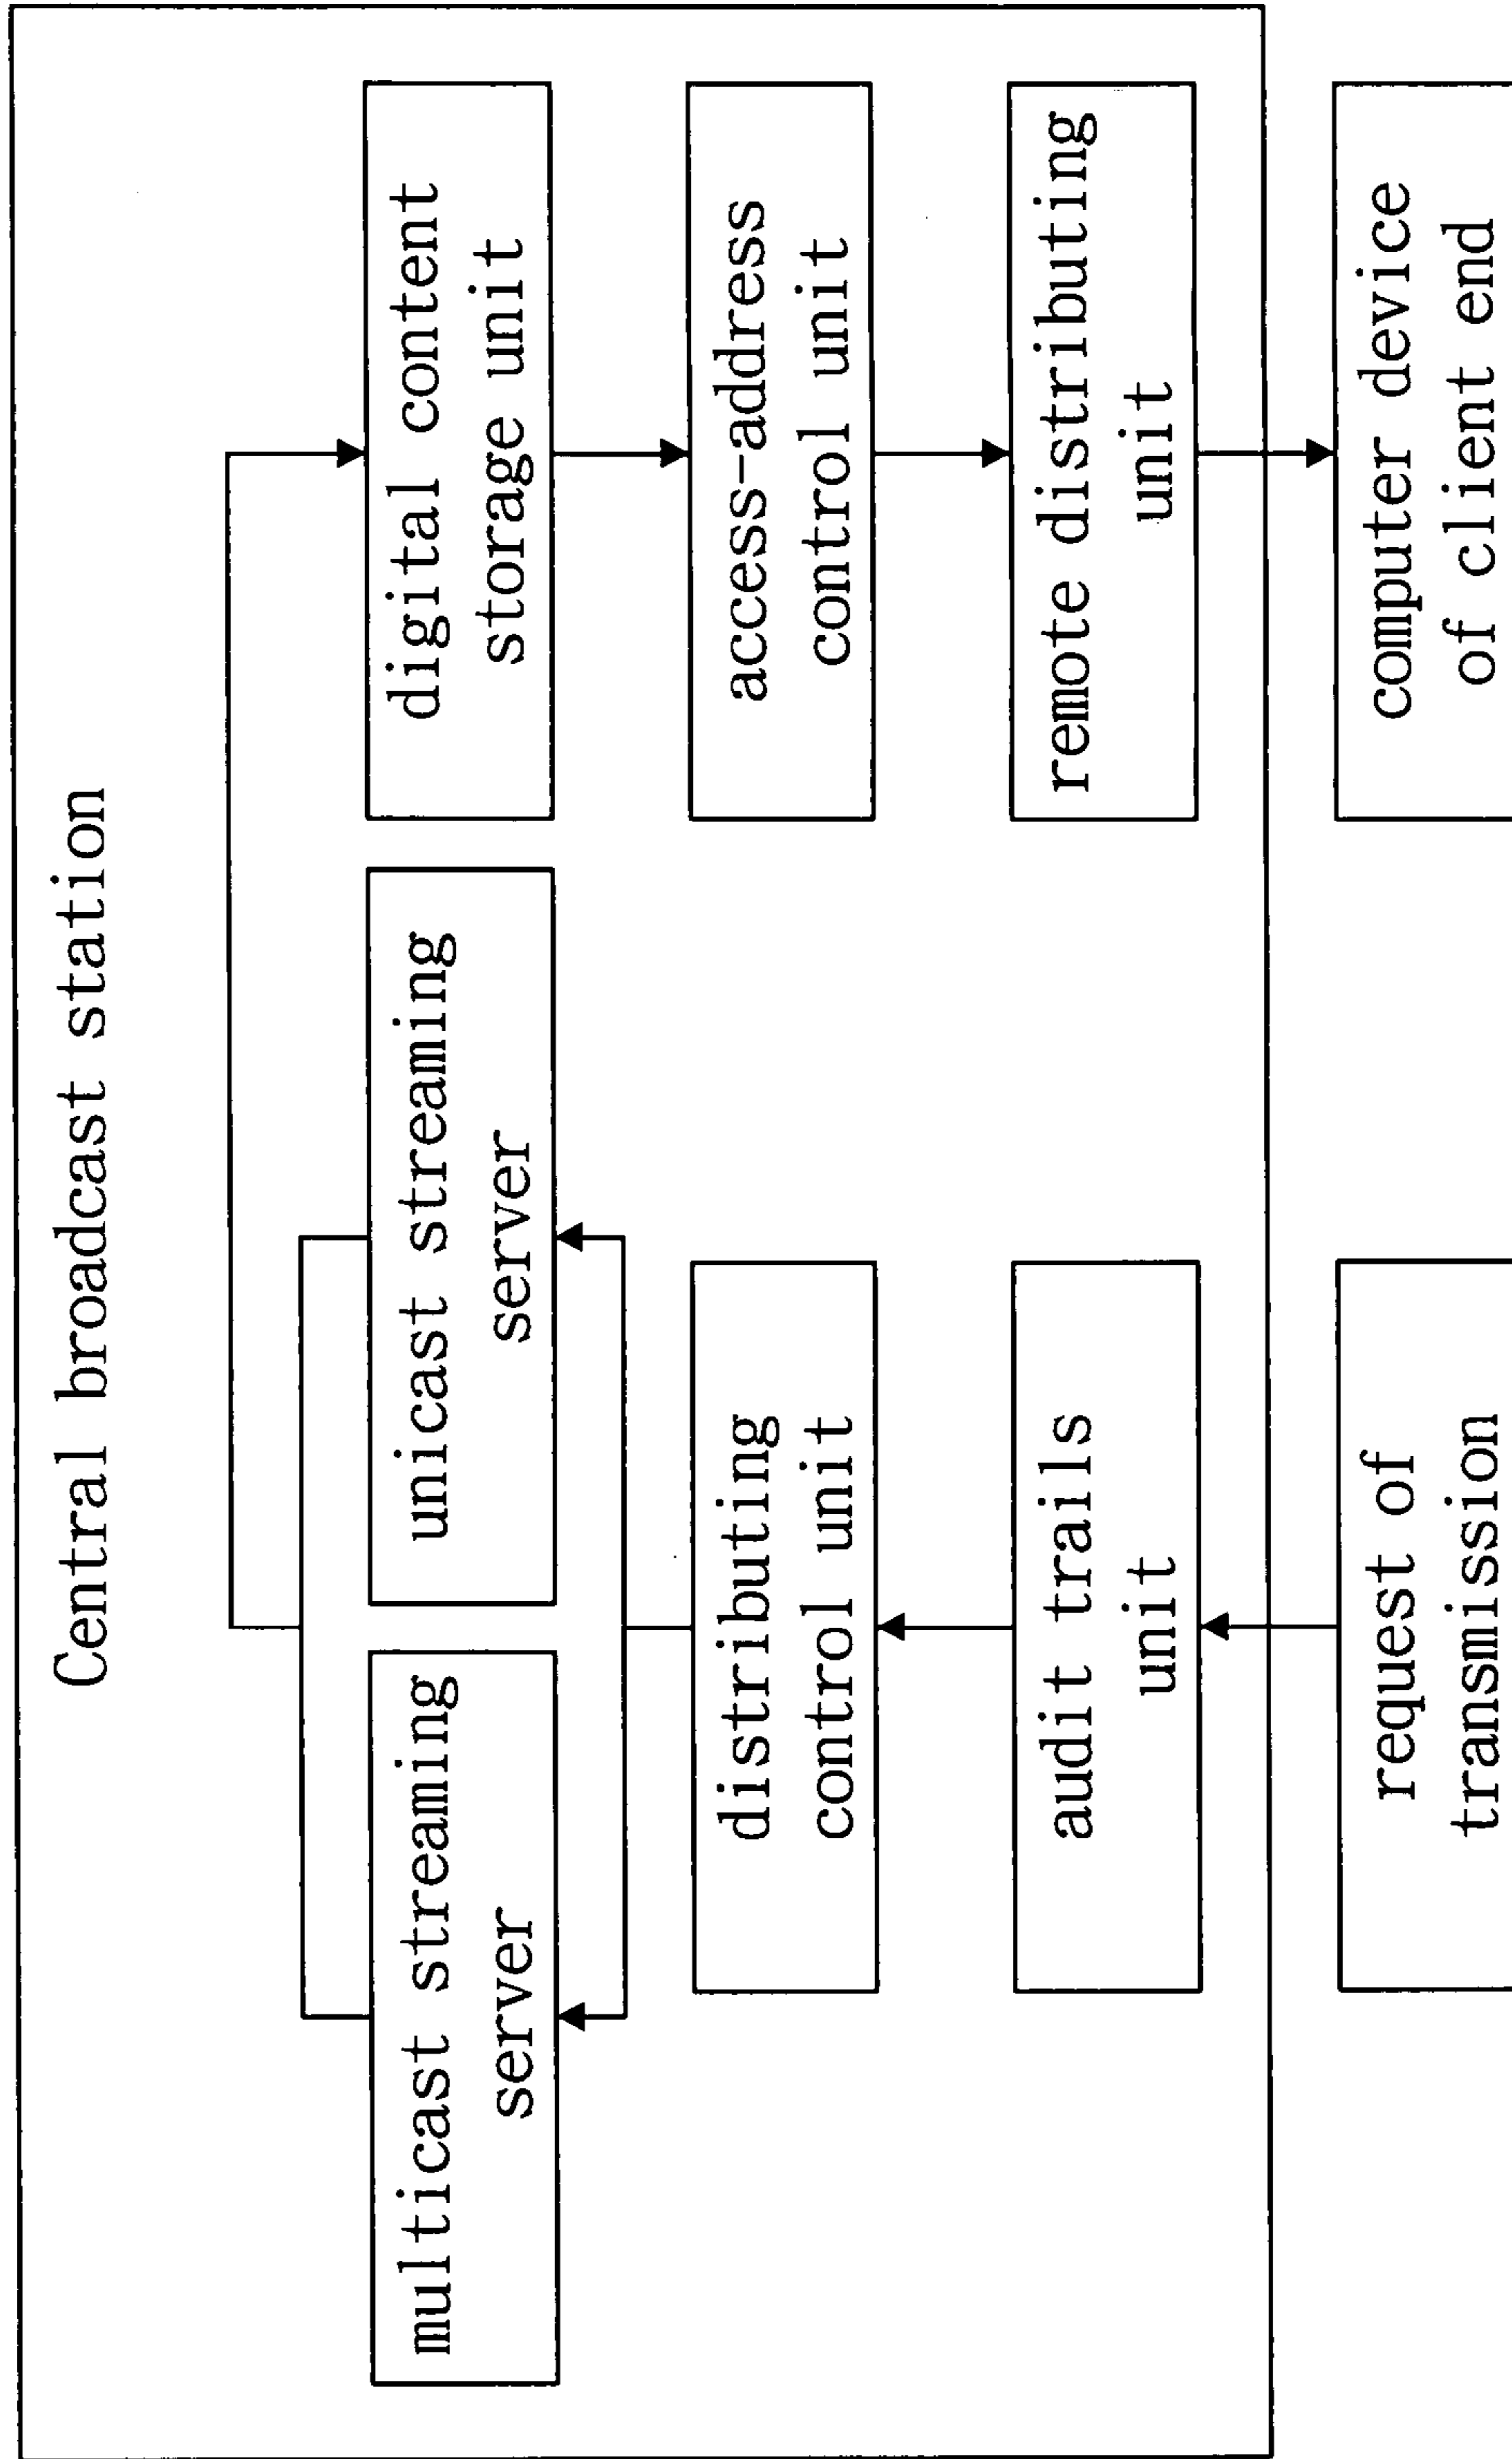 Central broadcast station
multicast streaming
server
unicast streaming
server
digital content
storage unit
distributing
control unit
access-address
control unit
audit trails
unit
remote distributing
unit
request of
transmission
computer device
of client end